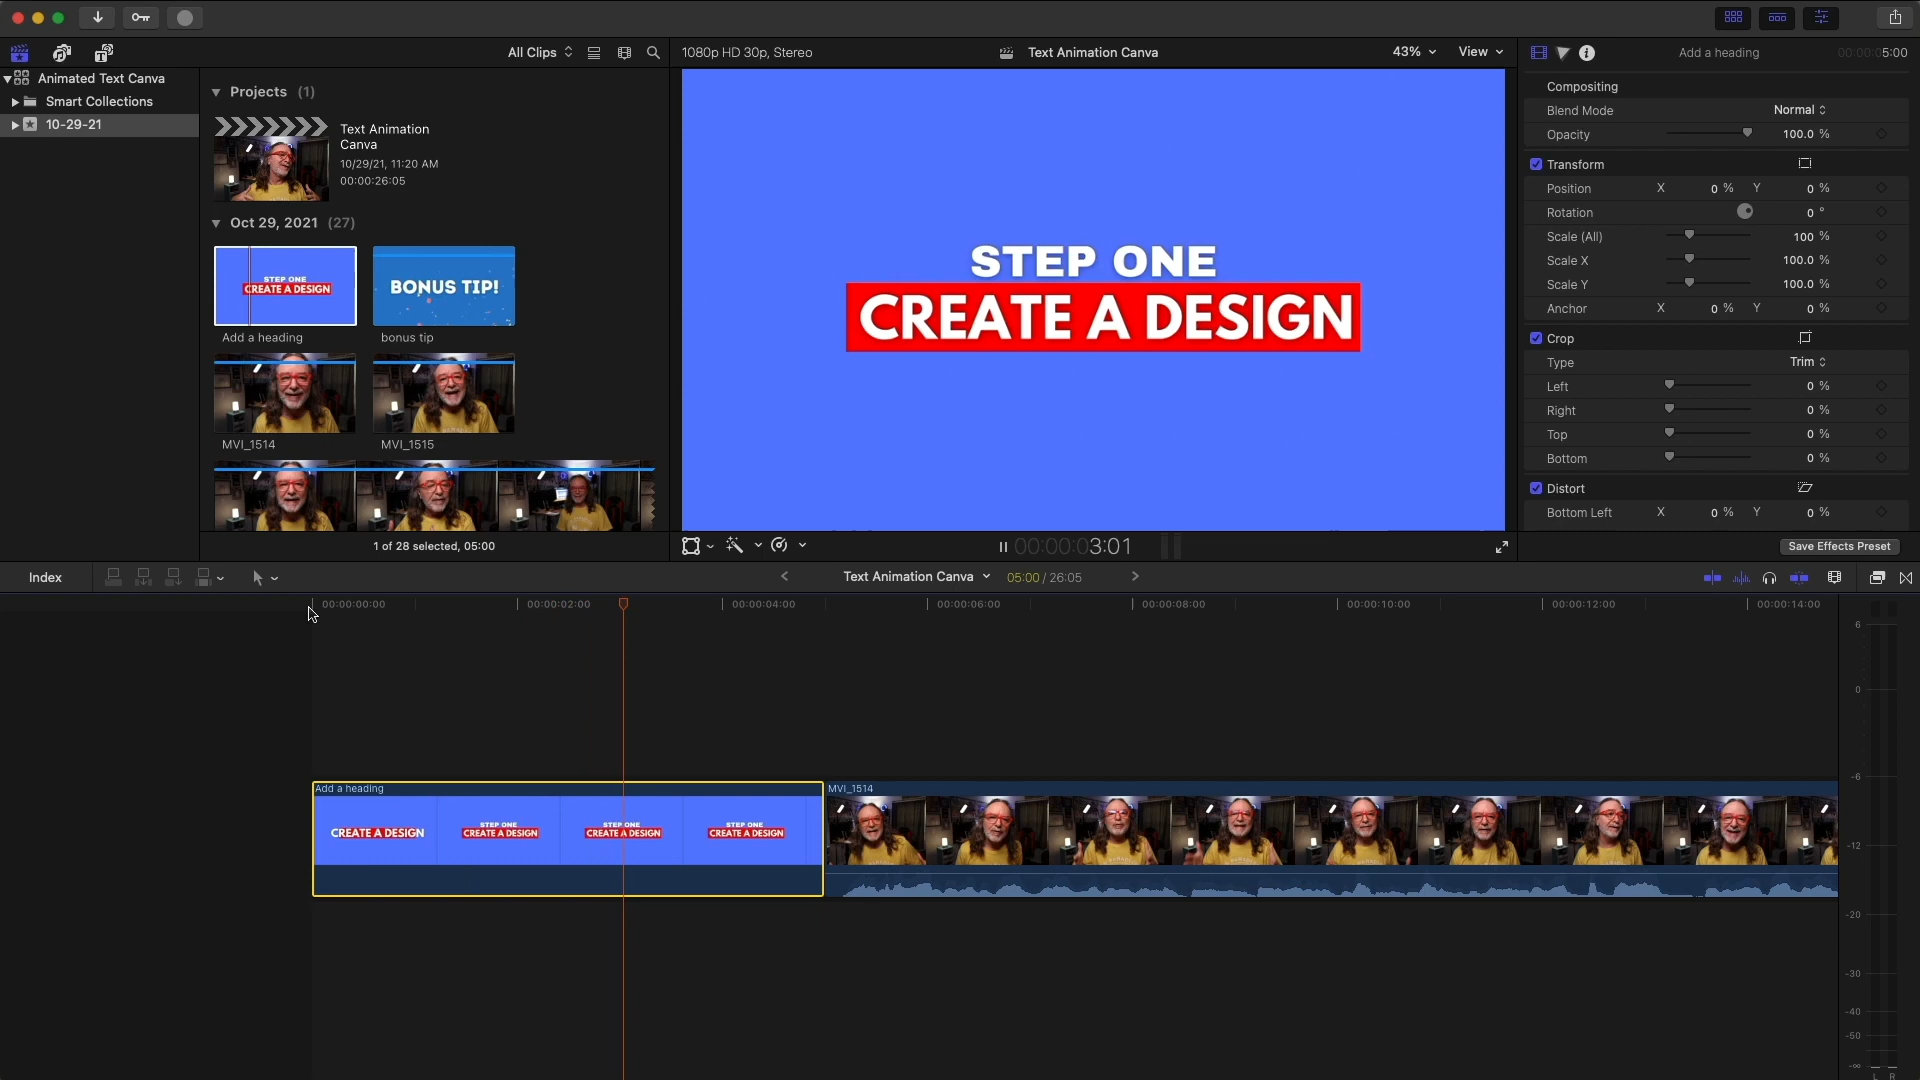 All Clips
1080p HD 30p, Stereo
Text Animation Canva
43%
View
Add a heading
00:00:05:00
Animated Text Canva
Smart Collections
10-29-21
Projects (1)
Text Animation
Canva
10/29/21, 11:20 AM
00:00:26:05
Oct 29, 2021 (27)
STEP ONE
CREATE A DESIGN
BONUS TIP!
Add a heading
bonus tip
MVI_1514
MVI_1515
1 of 28 selected, 05:00
STEP ONE
CREATE A DESIGN
00:00:03:01
Compositing
Blend Mode Normal
Opacity 100.0 %
Transform
Position X 0 % Y 0 %
Rotation 0 °
Scale (All) 100 %
Scale X 100.0 %
Scale Y 100.0 %
Anchor X 0 % Y 0 %
Crop
Type Trim
Left 0 %
Right 0 %
Top 0 %
Bottom 0 %
Distort
Bottom Left X 0 % Y 0 %
Save Effects Preset
Index
Text Animation Canva
05:00 / 26:05
00:00:00:00
00:00:02:00
00:00:04:00
00:00:06:00
00:00:08:00
00:00:10:00
00:00:12:00
00:00:14:00
Add a heading
CREATE A DESIGN
STEP ONE
CREATE A DESIGN
STEP ONE
CREATE A DESIGN
STEP ONE
CREATE A DESIGN
MVI_1514
6
0
-6
-12
-20
-30
-40
-50
-∞
L R